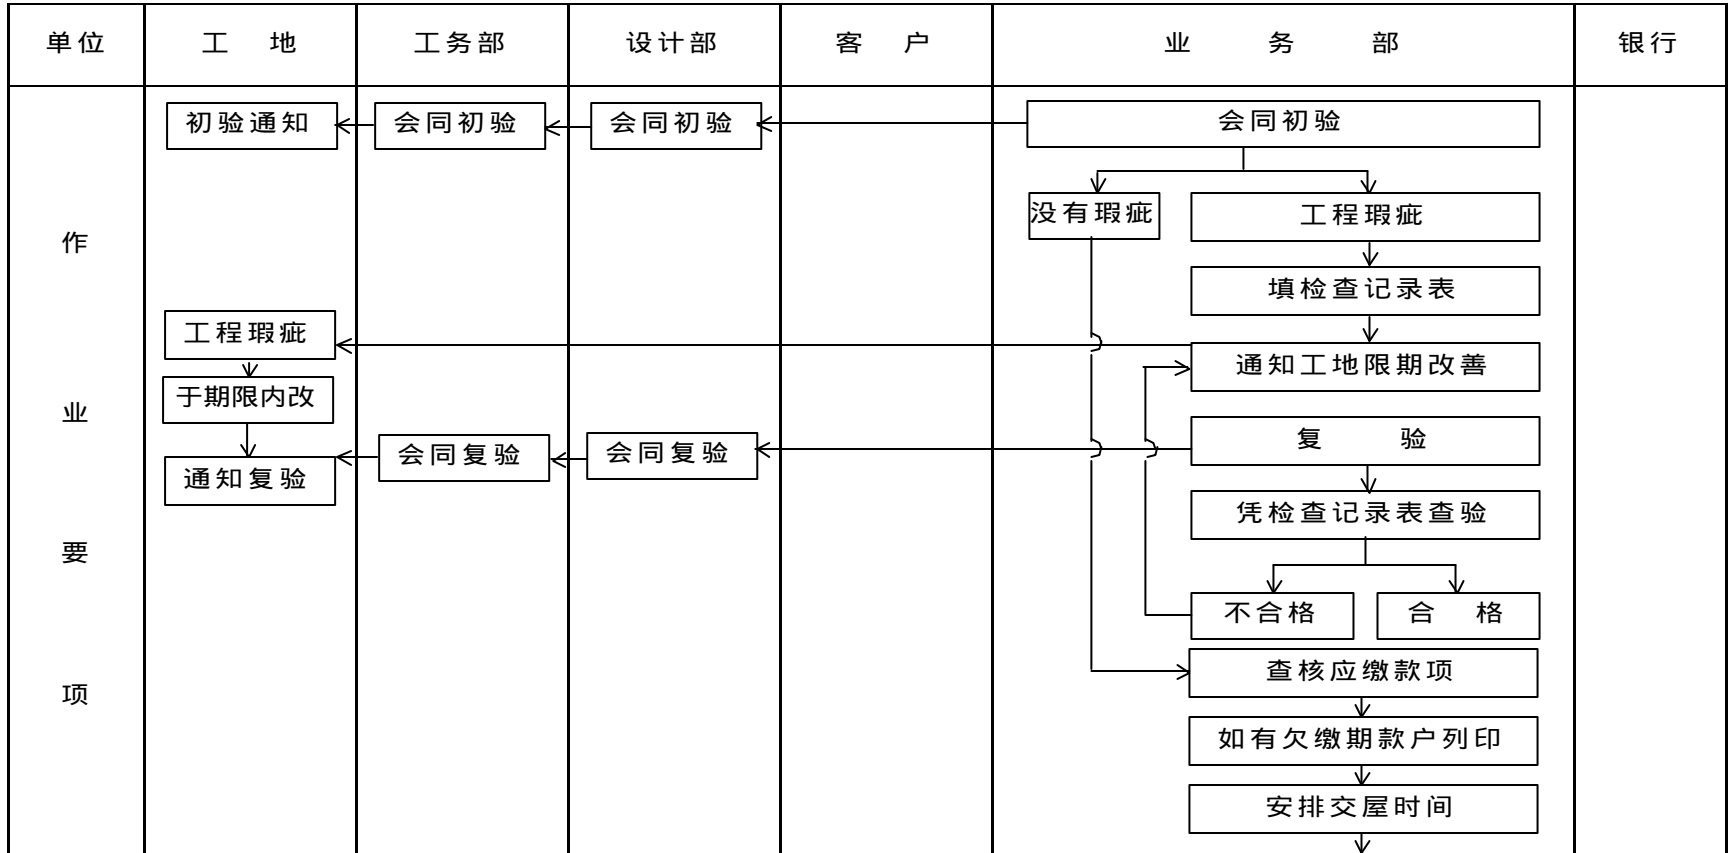 单位 工 地 工务部 设计部 客 户 业 务 部 银行
初验通知 会同初验 会同初验 会同初验
没有瑕疵 工程瑕疵
作
填检查记录表
工程瑕疵
通知工地限期改善
于期限内改
业
复 验
会同复验 会同复验
通知复验
凭检查记录表查验
要
不合格 合 格
查核应缴款项
项
如有欠缴期款户列印
安排交屋时间